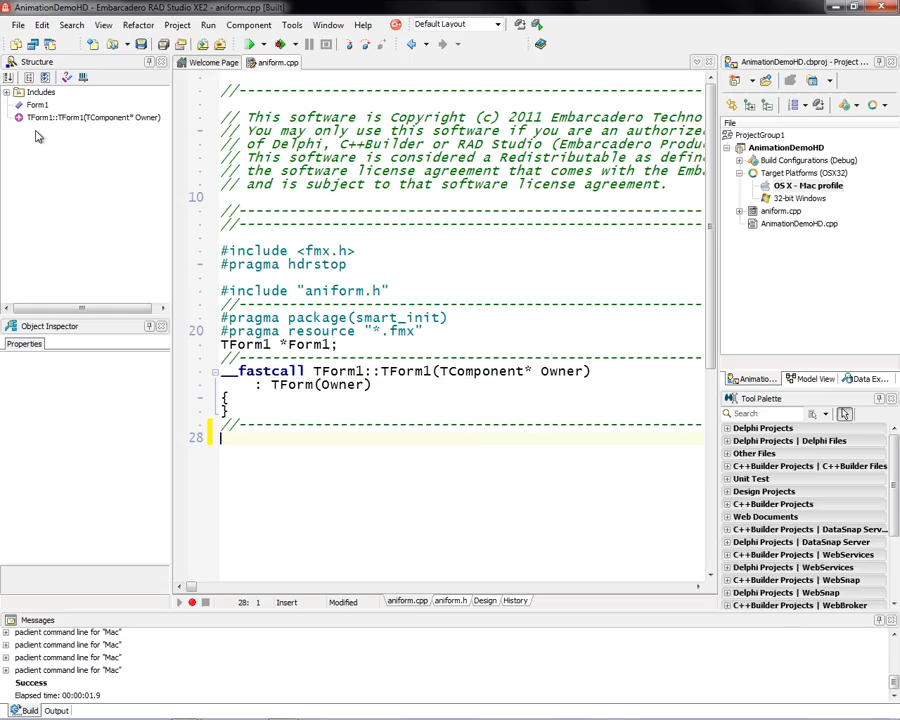 AnimationDemoHD - Embarcadero RAD Studio XE2 - aniform.cpp [Built]
File Edit Search View Refactor Project Run Component Tools Window Help
Default Layout
Structure
Includes
Form1
TForm1::TForm1(TComponent* Owner)
Object Inspector
Properties
Welcome Page
aniform.cpp
//---------------------------------------------------
// This software is Copyright (c) 2011 Embarcadero Techno
// You may only use this software if you are an authorize
// of Delphi, C++Builder or RAD Studio (Embarcadero Produ
// This software is considered a Redistributable as defin
// the software license agreement that comes with the Emb
// and is subject to that software license agreement.
10
//---------------------------------------------------
//---------------------------------------------------
#include <fmx.h>
#pragma hdrstop
#include "aniform.h"
//---------------------------------------------------
#pragma package(smart_init)
20 #pragma resource "*.fmx"
TForm1 *Form1;
//---------------------------------------------------
__fastcall TForm1::TForm1(TComponent* Owner)
: TForm(Owner)
{
}
//---------------------------------------------------
28
28: 1 Insert Modified
aniform.cpp aniform.h Design History
AnimationDemoHD.cbproj - Project ...
File
ProjectGroup1
AnimationDemoHD
Build Configurations (Debug)
Target Platforms (OSX32)
OS X - Mac profile
32-bit Windows
aniform.cpp
AnimationDemoHD.cpp
Animatio... Model View Data Ex...
Tool Palette
Search
Delphi Projects
Delphi Projects | Delphi Files
Other Files
C++Builder Projects | C++Builder Files
Unit Test
Design Projects
C++Builder Projects
Web Documents
C++Builder Projects | DataSnap Serv...
Delphi Projects | DataSnap Server
C++Builder Projects | WebServices
Delphi Projects | WebServices
C++Builder Projects | WebSnap
Delphi Projects | WebSnap
C++Builder Projects | WebBroker
Messages
paclient command line for "Mac"
paclient command line for "Mac"
paclient command line for "Mac"
paclient command line for "Mac"
Success
Elapsed time: 00:00:01.9
Build Output